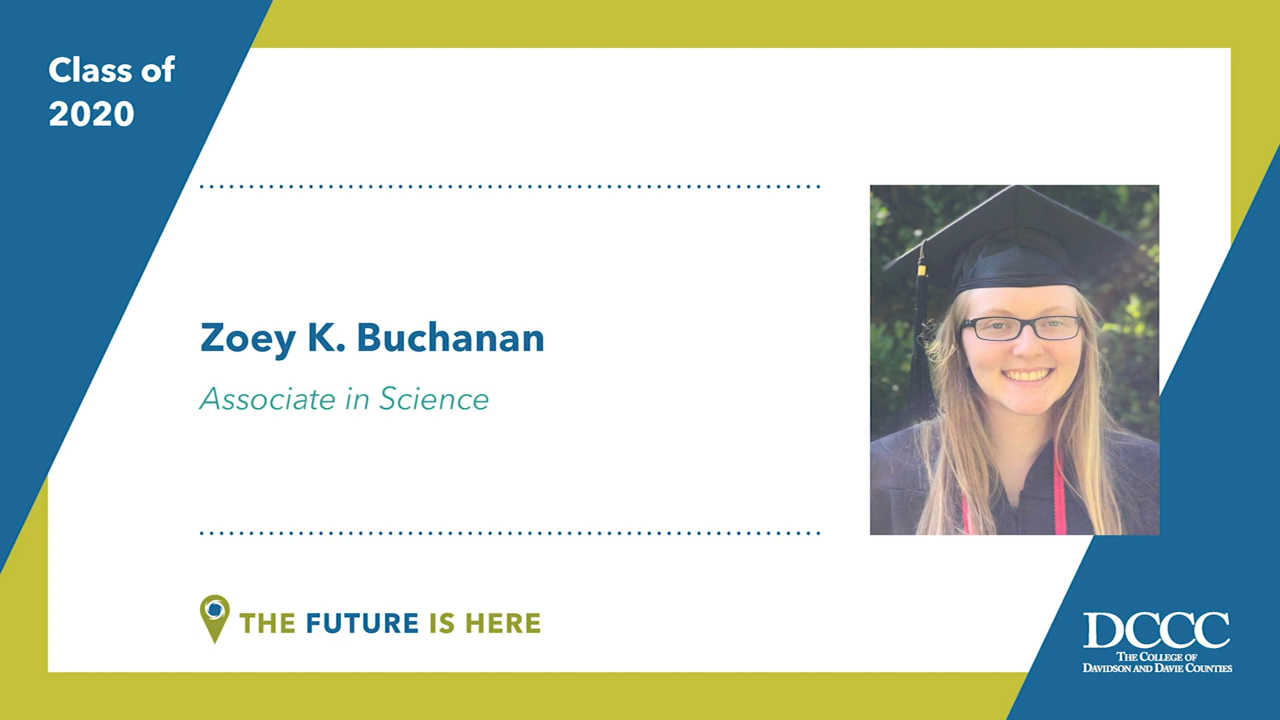 Class of
2020
Zoey K. Buchanan
Associate in Science
THE FUTURE IS HERE
DCCC
THE COLLEGE OF
DAVIDSON AND DAVIE COUNTIES